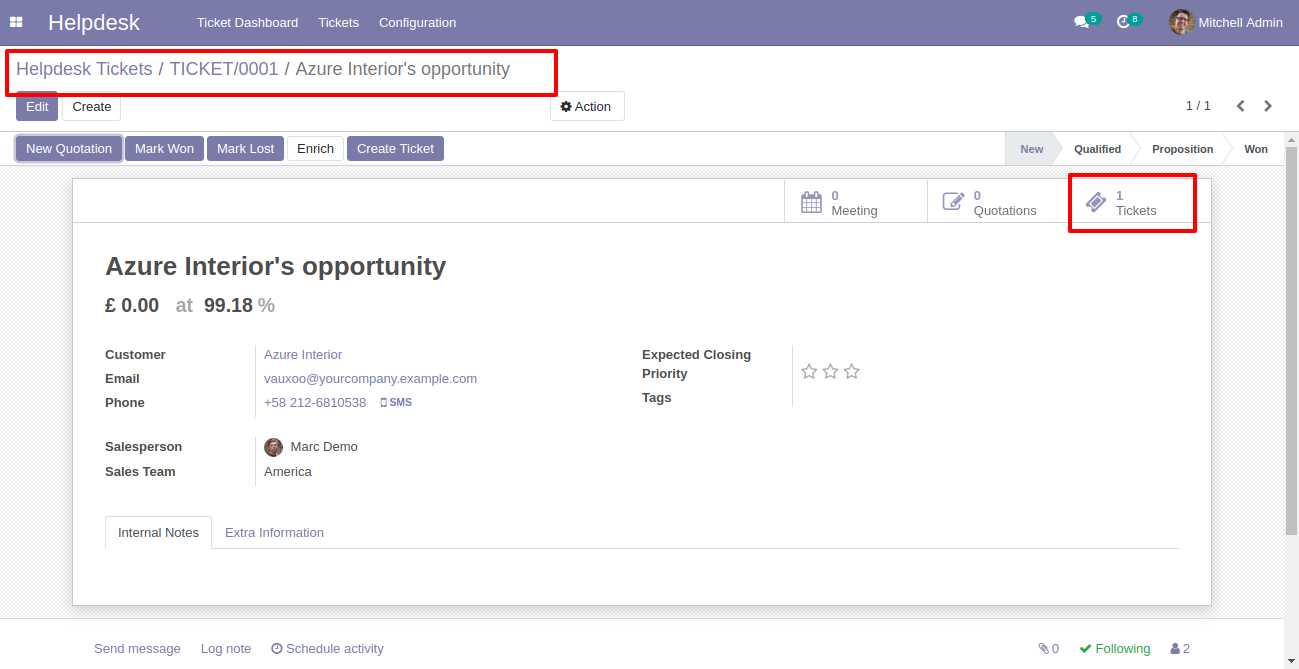 Helpdesk Ticket Dashboard Tickets Configuration 5 8 Mitchell Admin
Helpdesk Tickets / TICKET/0001 / Azure Interior's opportunity
Edit Create Action 1 / 1
New Quotation Mark Won Mark Lost Enrich Create Ticket New Qualified Proposition Won
0 Meeting
0 Quotations
1 Tickets
Azure Interior's opportunity
£ 0.00 at 99.18 %
Customer Azure Interior
Email vauxoo@yourcompany.example.com
Phone +58 212-6810538 SMS
Expected Closing
Priority
Tags
Salesperson Marc Demo
Sales Team America
Internal Notes Extra Information
Send message Log note Schedule activity 0 Following 2